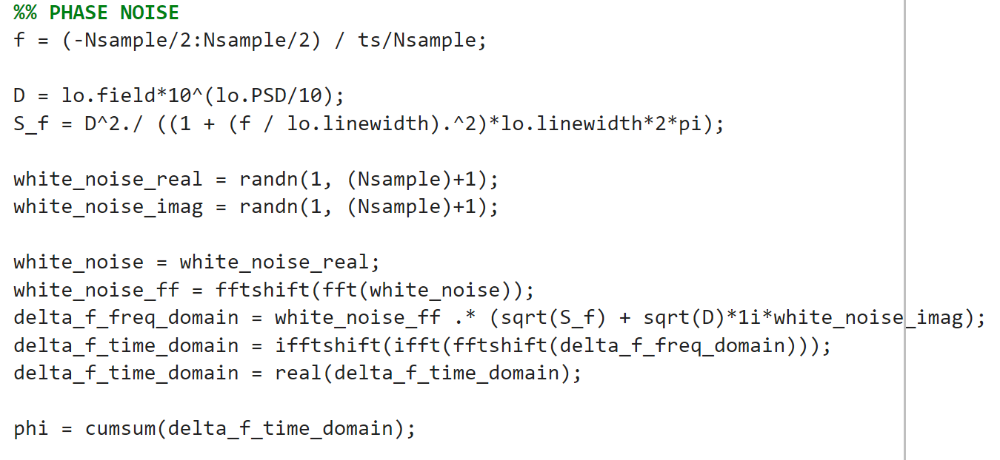 %% PHASE NOISE
f = (-Nsample/2:Nsample/2) / ts/Nsample;
D = lo.field*10^(lo.PSD/10);
S_f = D^2./ ((1 + (f / lo.linewidth).^2)*lo.linewidth*2*pi);
white_noise_real = randn(1, (Nsample)+1);
white_noise_imag = randn(1, (Nsample)+1);
white_noise = white_noise_real;
white_noise_ff = fftshift(fft(white_noise));
delta_f_freq_domain = white_noise_ff .* (sqrt(S_f) + sqrt(D)*1i*white_noise_imag);
delta_f_time_domain = ifftshift(ifft(fftshift(delta_f_freq_domain)));
delta_f_time_domain = real(delta_f_time_domain);
phi = cumsum(delta_f_time_domain);